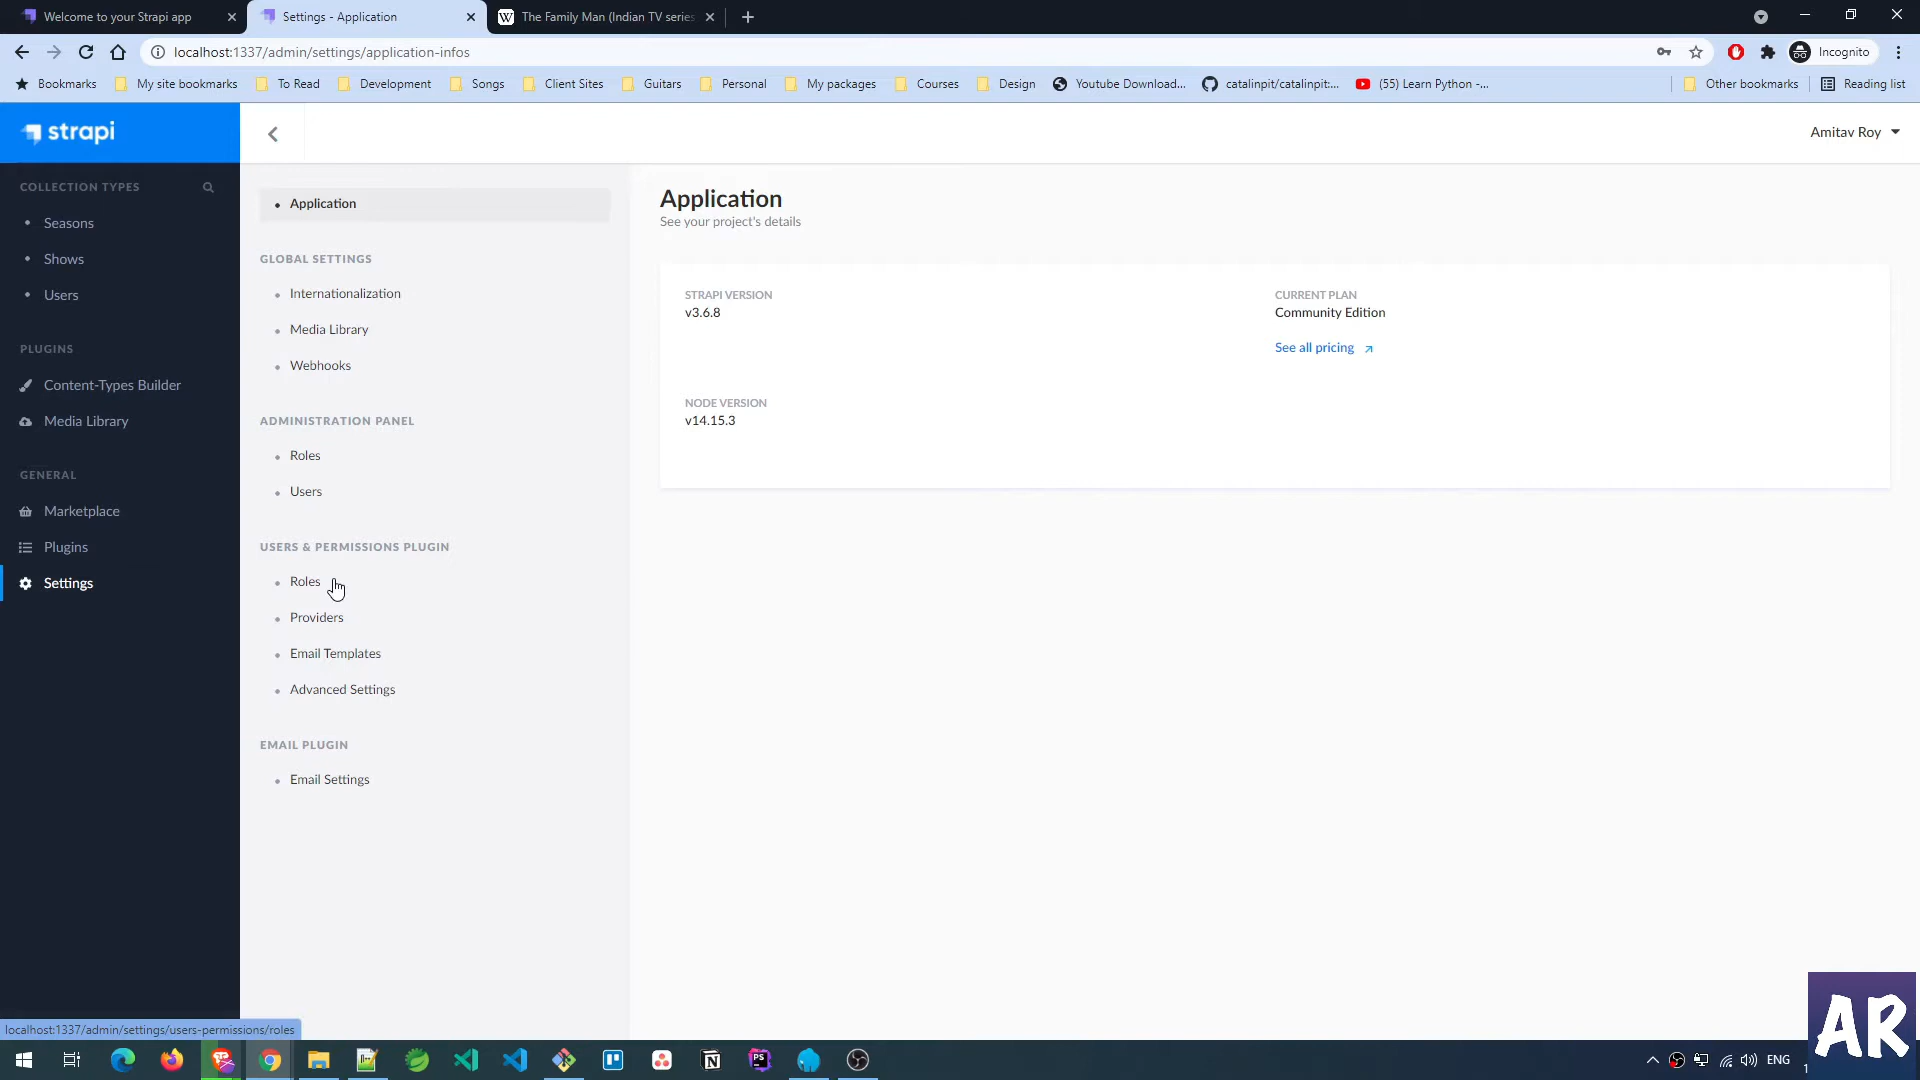 Welcome to your Strapi app
Settings - Application
The Family Man (Indian TV series
localhost:1337/admin/settings/application-infos
Incognito
Bookmarks
My site bookmarks
To Read
Development
Songs
Client Sites
Guitars
Personal
My packages
Courses
Design
Youtube Download...
catalinpit/catalinpit:...
(55) Learn Python -...
Other bookmarks
Reading list
strapi
Amitav Roy
COLLECTION TYPES
Seasons
Shows
Users
PLUGINS
Content-Types Builder
Media Library
GENERAL
Marketplace
Plugins
Settings
Application
GLOBAL SETTINGS
Internationalization
Media Library
Webhooks
ADMINISTRATION PANEL
Roles
Users
USERS & PERMISSIONS PLUGIN
Roles
Providers
Email Templates
Advanced Settings
EMAIL PLUGIN
Email Settings
Application
See your project's details
STRAPI VERSION
v3.6.8
CURRENT PLAN
Community Edition
See all pricing
NODE VERSION
v14.15.3
localhost:1337/admin/settings/users-permissions/roles
ENG
AR